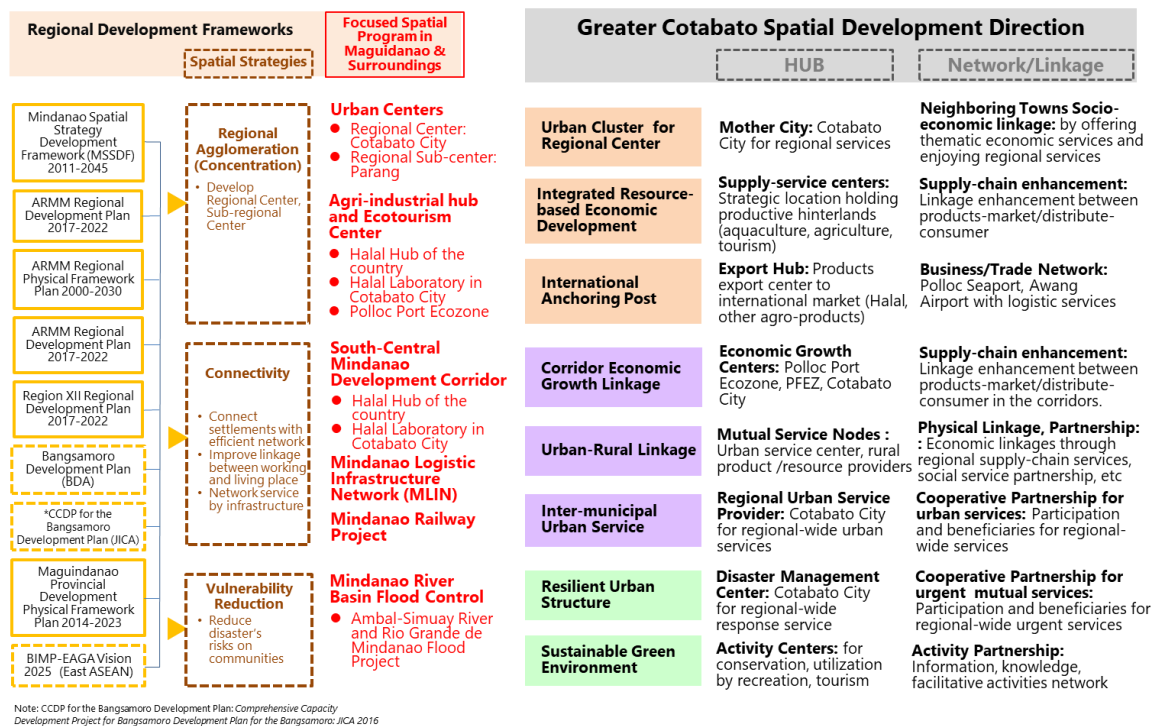 Regional Development Frameworks
Spatial Strategies
Focused Spatial
Program in
Maguidanao &
Surroundings
Mindanao Spatial
Strategy
Development
Framework (MSSDF)
2011-2045
ARMM Regional
Development Plan
2017-2022
ARMM Regional
Physical Framework
Plan 2000-2030
ARMM Regional
Development Plan
2017-2022
Region XII Regional
Development Plan
2017-2022
Bangsamoro
Development Plan
(BDA)
*CCDP for the
Bangsamoro
Development Plan (JICA)
Maguindanao
Provincial
Development
Physical Framework
Plan 2014-2023
BIMP-EAGA Vision
2025 (East ASEAN)
Regional
Agglomeration
(Concentration)
• Develop
Regional Center,
Sub-regional
Center
Connectivity
• Connect
settlements with
efficient network
• Improve linkage
between working
and living place
• Network service
by infrastructure
Vulnerability
Reduction
• Reduce
disaster's
risks on
communities
Urban Centers
● Regional Center:
Cotabato City
● Regional Sub-center:
Parang
Agri-industrial hub
and Ecotourism
Center
● Halal Hub of the
country
● Halal Laboratory in
Cotabato City
● Polloc Port Ecozone
South-Central
Mindanao
Development Corridor
● Halal Hub of the
country
● Halal Laboratory in
Cotabato City
Mindanao Logistic
Infrastructure
Network (MLIN)
Mindanao Railway
Project
Mindanao River
Basin Flood Control
● Ambal-Simuay River
and Rio Grande de
Mindanao Flood
Project
Greater Cotabato Spatial Development Direction
HUB
Network/Linkage
Urban Cluster for
Regional Center
Mother City: Cotabato
City for regional services
Neighboring Towns Socio-
economic linkage: by offering
thematic economic services and
enjoying regional services
Integrated Resource-
based Economic
Development
Supply-service centers:
Strategic location holding
productive hinterlands
(aquaculture, agriculture,
tourism)
Supply-chain enhancement:
Linkage enhancement between
products-market/distribute-
consumer
International
Anchoring Post
Export Hub: Products
export center to
international market (Halal,
other agro-products)
Business/Trade Network:
Polloc Seaport, Awang
Airport with logistic services
Corridor Economic
Growth Linkage
Economic Growth
Centers: Polloc Port
Ecozone, PFEZ, Cotabato
City
Supply-chain enhancement:
Linkage enhancement between
products-market/distribute-
consumer in the corridors.
Urban-Rural Linkage
Mutual Service Nodes :
Urban service center, rural
product /resource providers
Physical Linkage, Partnership:
: Economic linkages through
regional supply-chain services,
social service partnership, etc
Inter-municipal
Urban Service
Regional Urban Service
Provider: Cotabato City
for regional-wide urban
services
Cooperative Partnership for
urban services: Participation
and beneficiaries for regional-
wide services
Resilient Urban
Structure
Disaster Management
Center: Cotabato City
for regional-wide
response service
Cooperative Partnership for
urgent mutual services:
Participation and beneficiaries for
regional-wide urgent services
Sustainable Green
Environment
Activity Centers: for
conservation, utilization
by recreation, tourism
Activity Partnership:
Information, knowledge,
facilitative activities network
Note: CCDP for the Bangsamoro Development Plan: Comprehensive Capacity
Development Project for Bangsamoro Development Plan for the Bangsamoro: JICA 2016